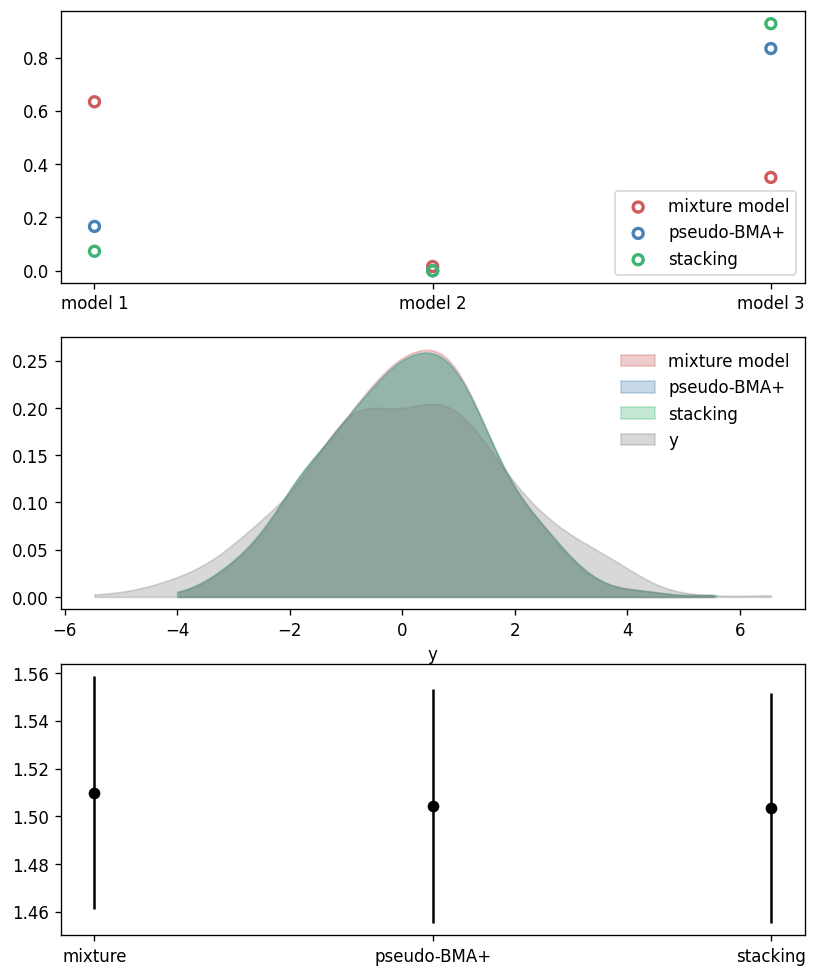 0.8
0.6
0.4
0.2
0.0
mixture model
pseudo-BMA+
stacking
model 1 model 2 model 3
0.25
0.20
0.15
0.10
0.05
0.00
mixture model
pseudo-BMA+
stacking
y
−6 −4 −2 0 2 4 6
y
1.56
1.54
1.52
1.50
1.48
1.46
mixture pseudo-BMA+ stacking